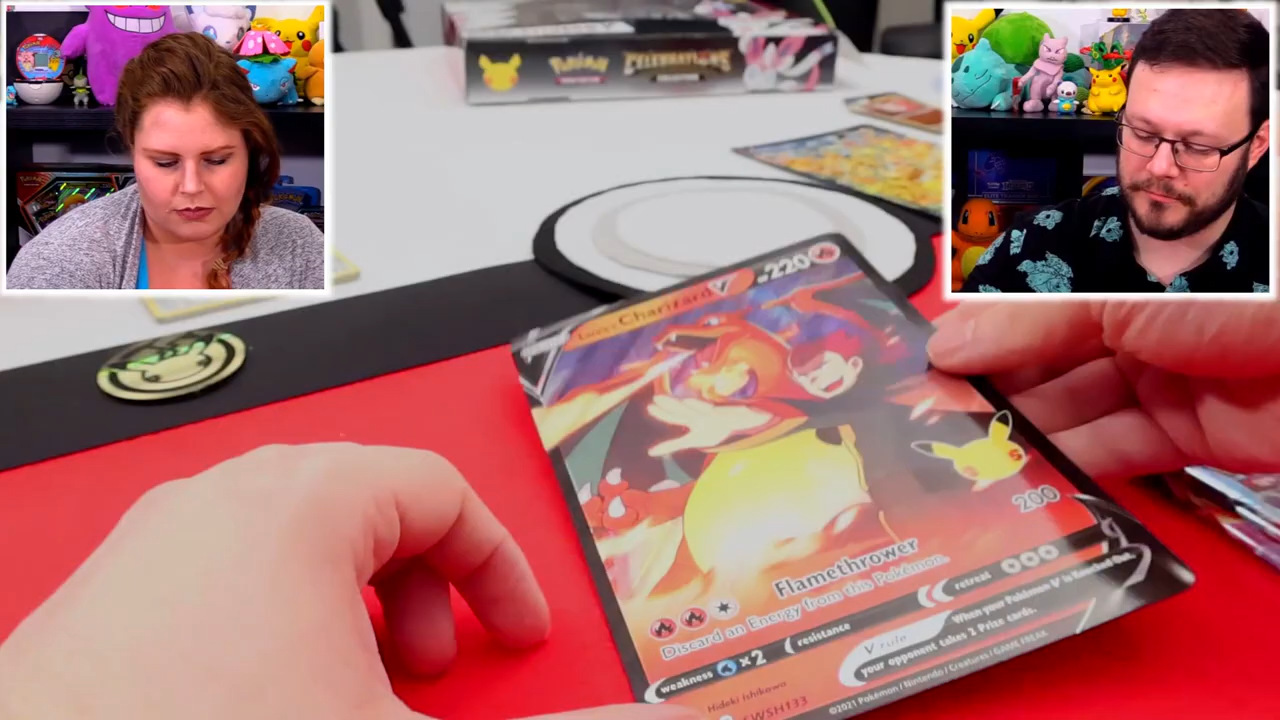 Pokémon
CELEBRATIONS
COLLECTION
Lance's Charizard V 220
200
Flamethrower
Discard an Energy from this Pokémon.
weakness ×2 resistance retreat
V rule When your Pokémon V is Knocked Out,
your opponent takes 2 Prize cards.
Hideki Ishikawa
SWSH133
©2021 Pokémon / Nintendo / Creatures / GAME FREAK